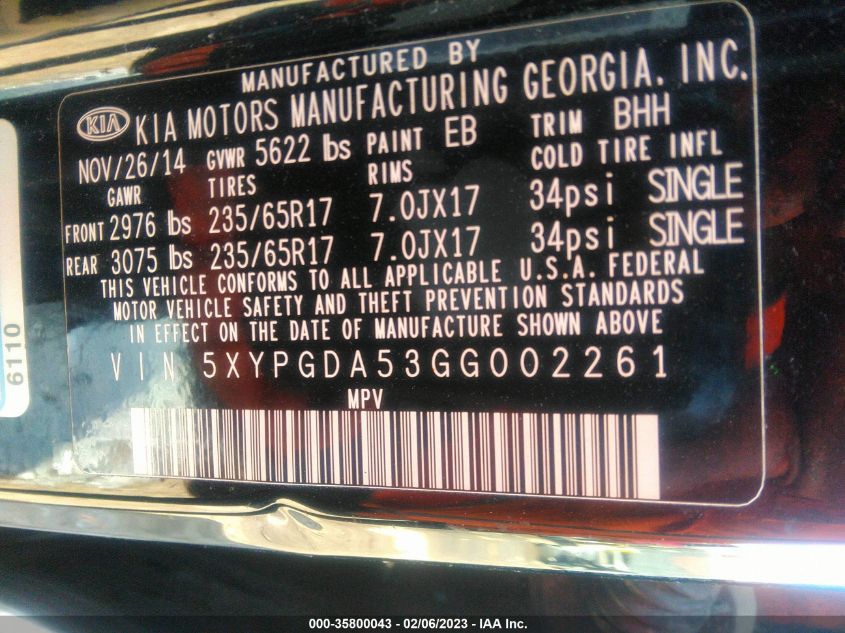 MANUFACTURED BY
KIA KIA MOTORS MANUFACTURING GEORGIA, INC.
NOV/26/14 GVWR 5622 lbs PAINT EB TRIM BHH
GAWR TIRES RIMS COLD TIRE INFL
FRONT 2976 lbs 235/65R17 7.0JX17 34psi SINGLE
REAR 3075 lbs 235/65R17 7.0JX17 34psi SINGLE
THIS VEHICLE CONFORMS TO ALL APPLICABLE U.S.A. FEDERAL
MOTOR VEHICLE SAFETY AND THEFT PREVENTION STANDARDS
IN EFFECT ON THE DATE OF MANUFACTURE SHOWN ABOVE
VIN 5XYPGDA53GG002261
MPV
6110
000-35800043 - 02/06/2023 - IAA Inc.